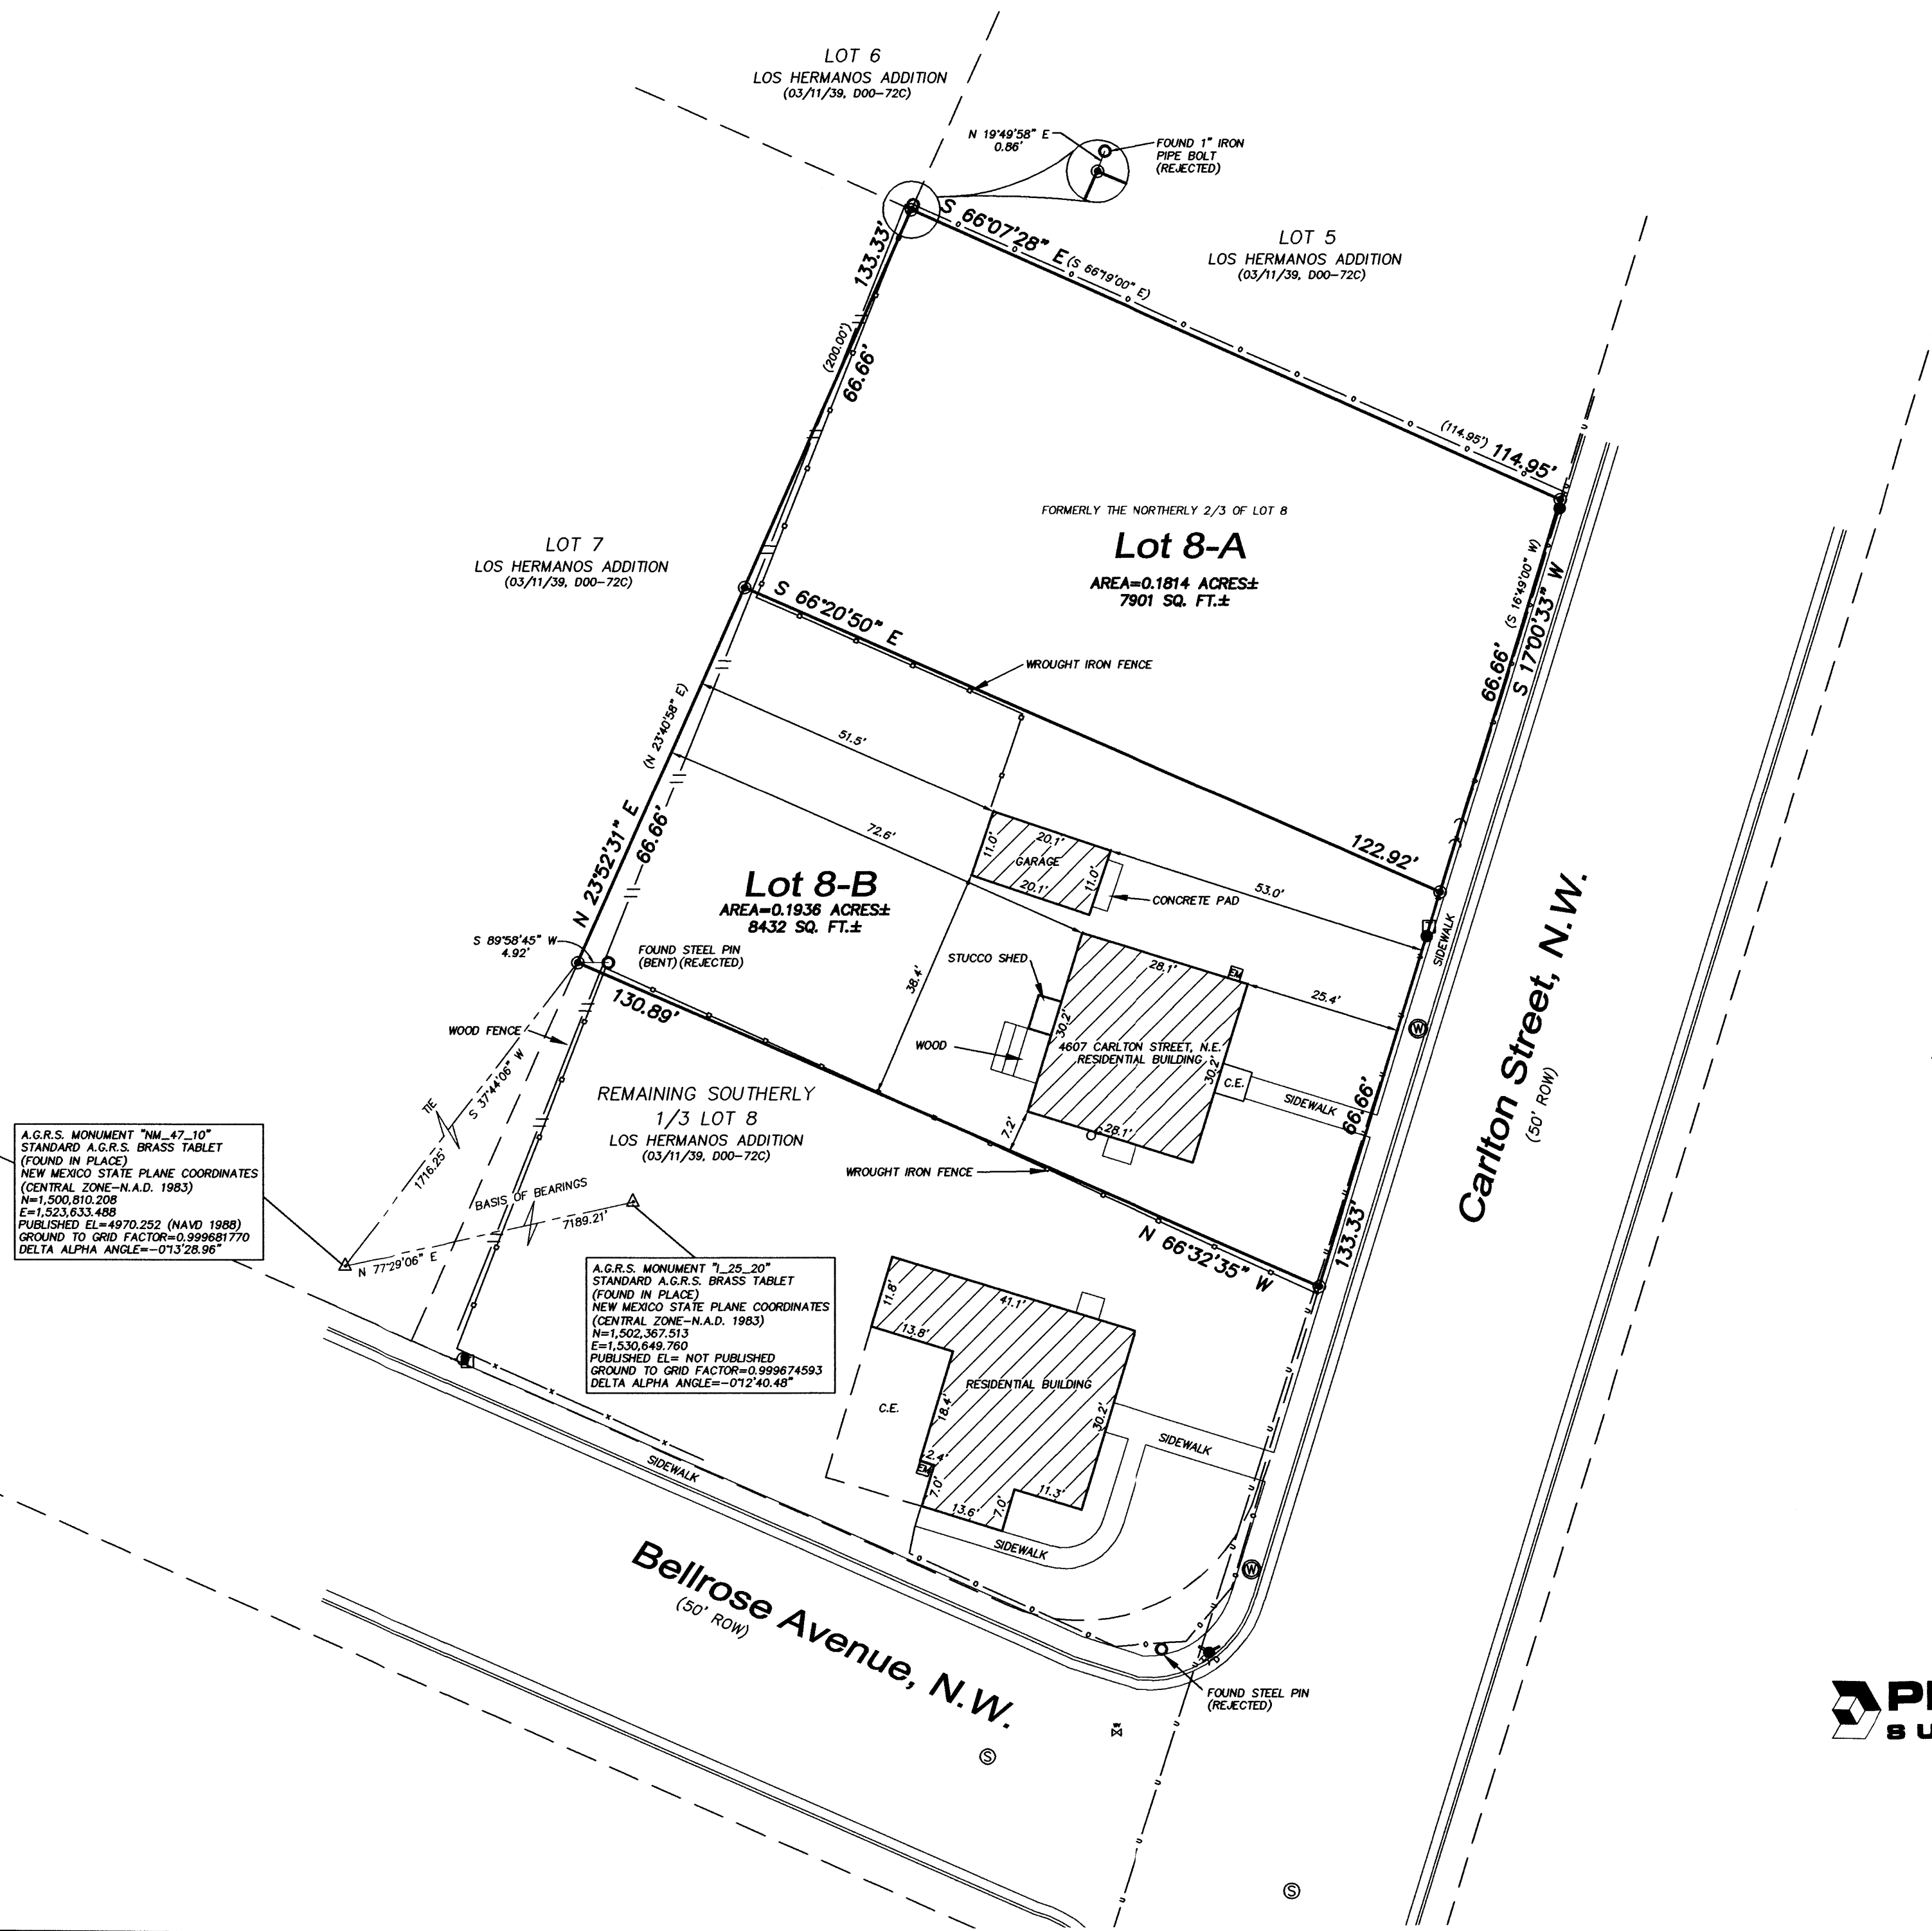 LOT 6
LOS HERMANOS ADDITION
(03/11/39, D00-72C)
N 19°49'58" E
0.86'
FOUND 1" IRON
PIPE BOLT
(REJECTED)
S 66°07'28" E
(S 66°19'00" E)
LOT 5
LOS HERMANOS ADDITION
(03/11/39, D00-72C)
133.33'
(200.00')
66.66'
(114.95')
114.95'
FORMERLY THE NORTHERLY 2/3 OF LOT 8
Lot 8-A
AREA=0.1814 ACRES±
7901 SQ. FT.±
LOT 7
LOS HERMANOS ADDITION
(03/11/39, D00-72C)
(S 16°49'00" W)
S 17°00'33" W
66.66'
S 66°20'50" E
WROUGHT IRON FENCE
(N 23°40'58" E)
51.5'
72.6'
N 23°52'31" E
66.66'
122.92'
20.1'
11.0'
GARAGE
20.1'
11.0'
53.0'
CONCRETE PAD
Lot 8-B
AREA=0.1936 ACRES±
8432 SQ. FT.±
S 89°58'45" W
4.92'
FOUND STEEL PIN
(BENT) (REJECTED)
130.89'
38.4'
STUCCO SHED
28.1'
EM
25.4'
SIDEWALK
Carlton Street, N.W.
(50' ROW)
WOOD FENCE
WOOD
30.2'
4607 CARLTON STREET, N.E.
RESIDENTIAL BUILDING
30.2'
C.E.
SIDEWALK
W
66.66'
7.2'
28.1'
TIE
S 37°44'06" W
1716.25'
REMAINING SOUTHERLY
1/3 LOT 8
LOS HERMANOS ADDITION
(03/11/39, D00-72C)
WROUGHT IRON FENCE
A.G.R.S. MONUMENT "NM_47_10"
STANDARD A.G.R.S. BRASS TABLET
(FOUND IN PLACE)
NEW MEXICO STATE PLANE COORDINATES
(CENTRAL ZONE-N.A.D. 1983)
N=1,500,810.208
E=1,523,633.488
PUBLISHED EL=4970.252 (NAVD 1988)
GROUND TO GRID FACTOR=0.999681770
DELTA ALPHA ANGLE=-0°13'28.96"
BASIS OF BEARINGS
N 77°29'06" E
7189.21'
N 66°32'35" W
133.33'
A.G.R.S. MONUMENT "I_25_20"
STANDARD A.G.R.S. BRASS TABLET
(FOUND IN PLACE)
NEW MEXICO STATE PLANE COORDINATES
(CENTRAL ZONE-N.A.D. 1983)
N=1,502,367.513
E=1,530,649.760
PUBLISHED EL= NOT PUBLISHED
GROUND TO GRID FACTOR=0.999674593
DELTA ALPHA ANGLE=-0°12'40.48"
11.8'
41.1'
13.8'
RESIDENTIAL BUILDING
C.E.
18.4'
30.2'
2.4'
EM
7.0'
13.6'
7.0'
11.3'
SIDEWALK
SIDEWALK
SIDEWALK
W
Bellrose Avenue, N.W.
(50' ROW)
FOUND STEEL PIN
(REJECTED)
S
S